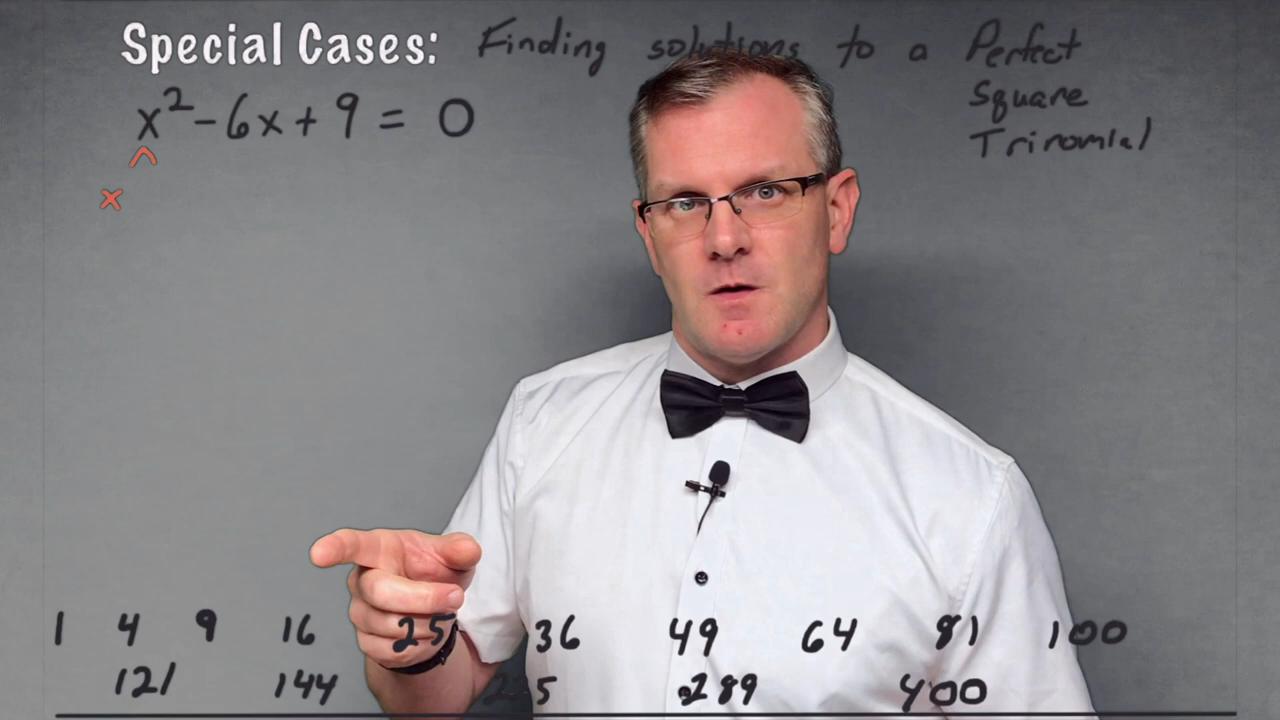 Special Cases: Finding solutions to a Perfect
Square
Trinomial
x² - 6x + 9 = 0
^
x
1 4 9 16 25 36 49 64 81 100
121 144 289 400